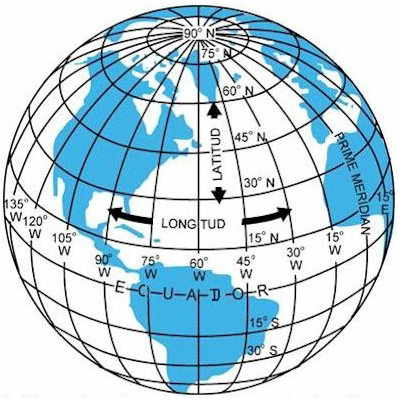 90° N
75° N
60° N
45° N
LATITUD
30° N
PRIME MERIDIAN
LONGITUD
15° N
135° W
120° W
105° W
90° W
75° W
60° W
45° W
30° W
15° W
15° E
ECUADOR
15° S
30° S